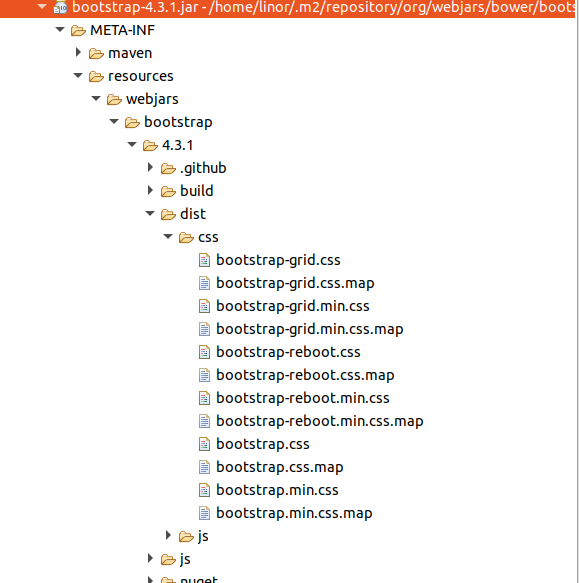 bootstrap-4.3.1.jar - /home/linor/.m2/repository/org/webjars/bower/boots
META-INF
maven
resources
webjars
bootstrap
4.3.1
.github
build
dist
css
bootstrap-grid.css
bootstrap-grid.css.map
bootstrap-grid.min.css
bootstrap-grid.min.css.map
bootstrap-reboot.css
bootstrap-reboot.css.map
bootstrap-reboot.min.css
bootstrap-reboot.min.css.map
bootstrap.css
bootstrap.css.map
bootstrap.min.css
bootstrap.min.css.map
js
js
nuget